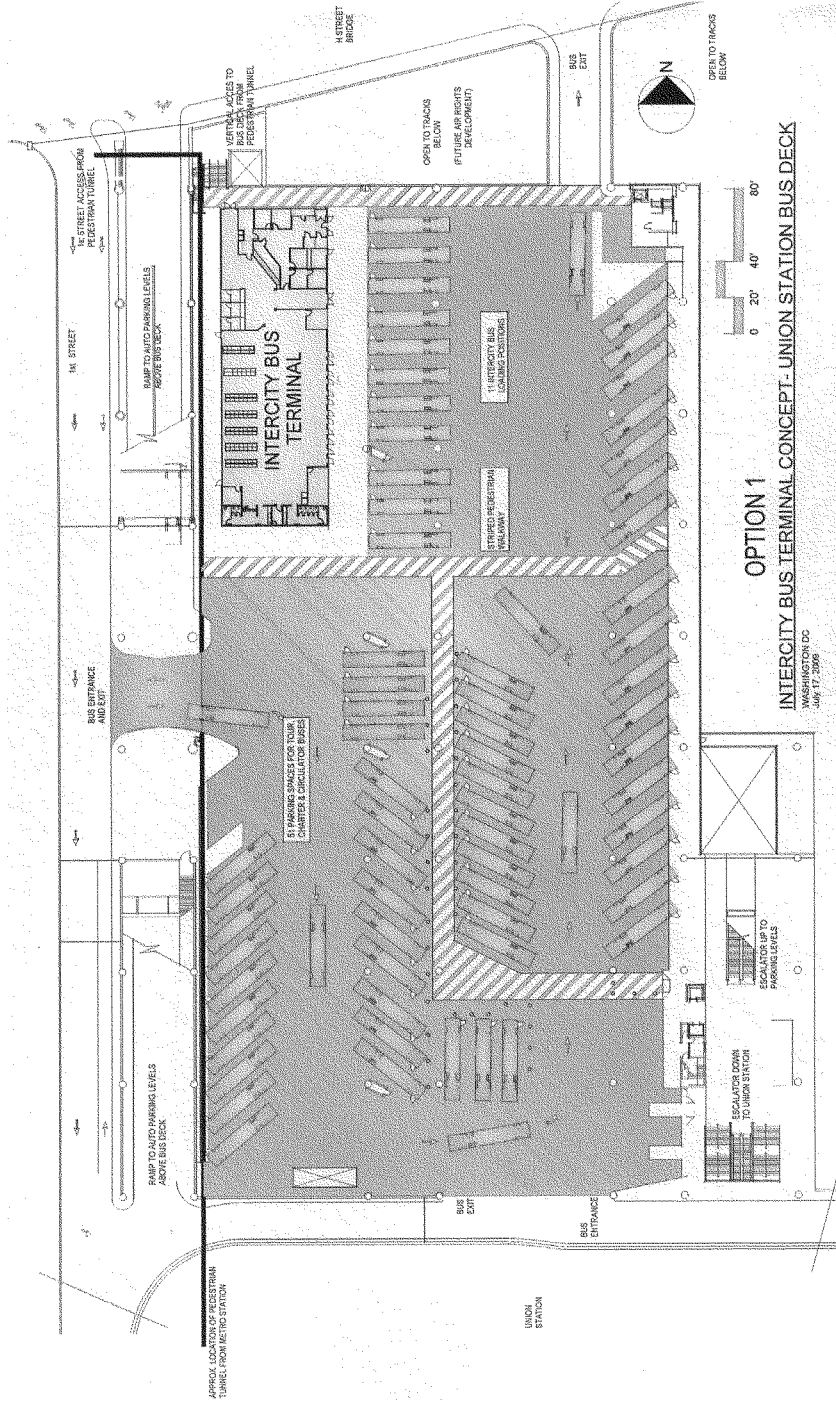 H STREET
BRIDGE
VERTICAL ACCES TO
BUS DECK FROM
PEDESTRIAN TUNNEL
1st STREET ACCESS FROM
PEDESTRIAN TUNNEL
OPEN TO TRACKS
BELOW
(FUTURE AIR RIGHTS
DEVELOPMENT)
BUS
EXIT
N
OPEN TO TRACKS
BELOW
1st STREET
RAMP TO AUTO PARKING LEVELS
ABOVE BUS DECK
INTERCITY BUS
TERMINAL
11 INTERCITY BUS
LOADING POSITIONS
STRIPED PEDESTRIAN
WALKWAY
BUS ENTRANCE
AND EXIT
51 PARKING SPACES FOR TOUR,
CHARTER & CIRCULATOR BUSES
RAMP TO AUTO PARKING LEVELS
ABOVE BUS DECK
APPROX. LOCATION OF PEDESTRIAN
TUNNEL FROM METRO STATION
BUS
EXIT
BUS
ENTRANCE
UNION
STATION
ESCALATOR DOWN
TO UNION STATION
ESCALATOR UP TO
PARKING LEVELS
0 20' 40' 80'
OPTION 1
INTERCITY BUS TERMINAL CONCEPT - UNION STATION BUS DECK
WASHINGTON DC
July 17, 2009